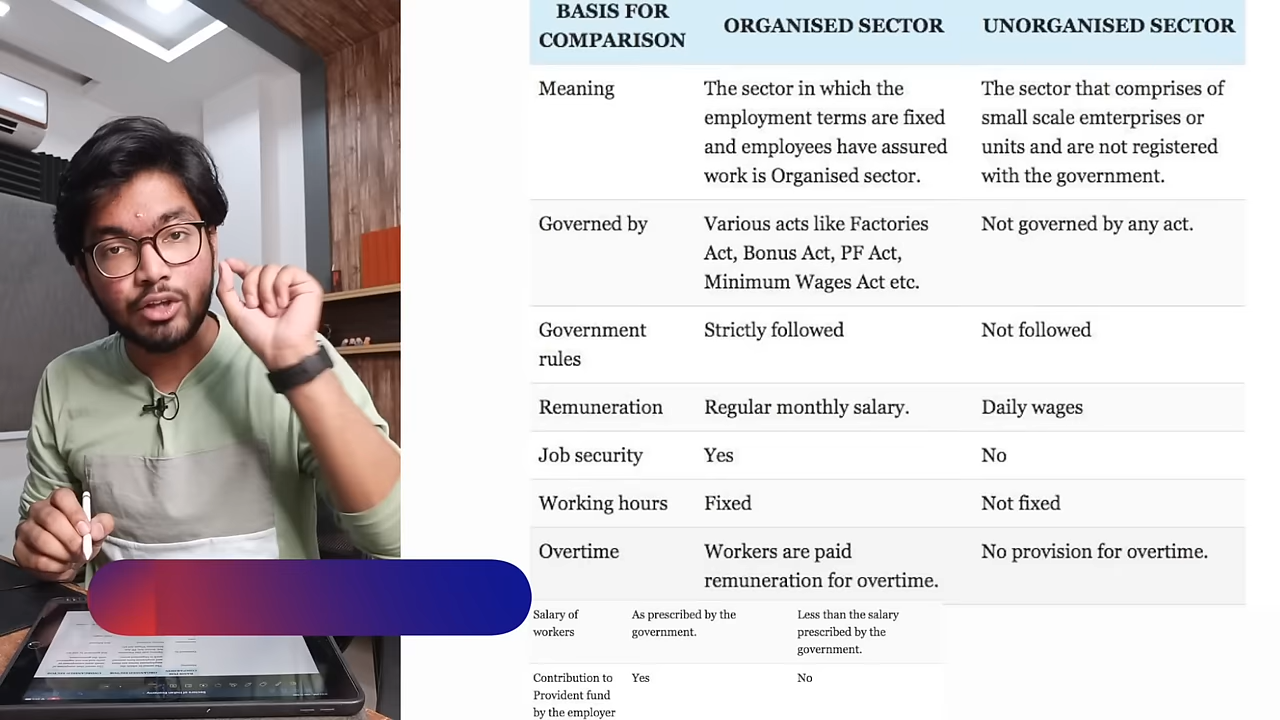 BASIS FOR
COMPARISON
ORGANISED SECTOR
UNORGANISED SECTOR
Meaning
The sector in which the
employment terms are fixed
and employees have assured
work is Organised sector.
The sector that comprises of
small scale emterprises or
units and are not registered
with the government.
Governed by
Various acts like Factories
Act, Bonus Act, PF Act,
Minimum Wages Act etc.
Not governed by any act.
Government
rules
Strictly followed
Not followed
Remuneration
Regular monthly salary.
Daily wages
Job security
Yes
No
Working hours
Fixed
Not fixed
Overtime
Workers are paid
remuneration for overtime.
No provision for overtime.
Salary of
workers
As prescribed by the
government.
Less than the salary
prescribed by the
government.
Contribution to
Provident fund
by the employer
Yes
No